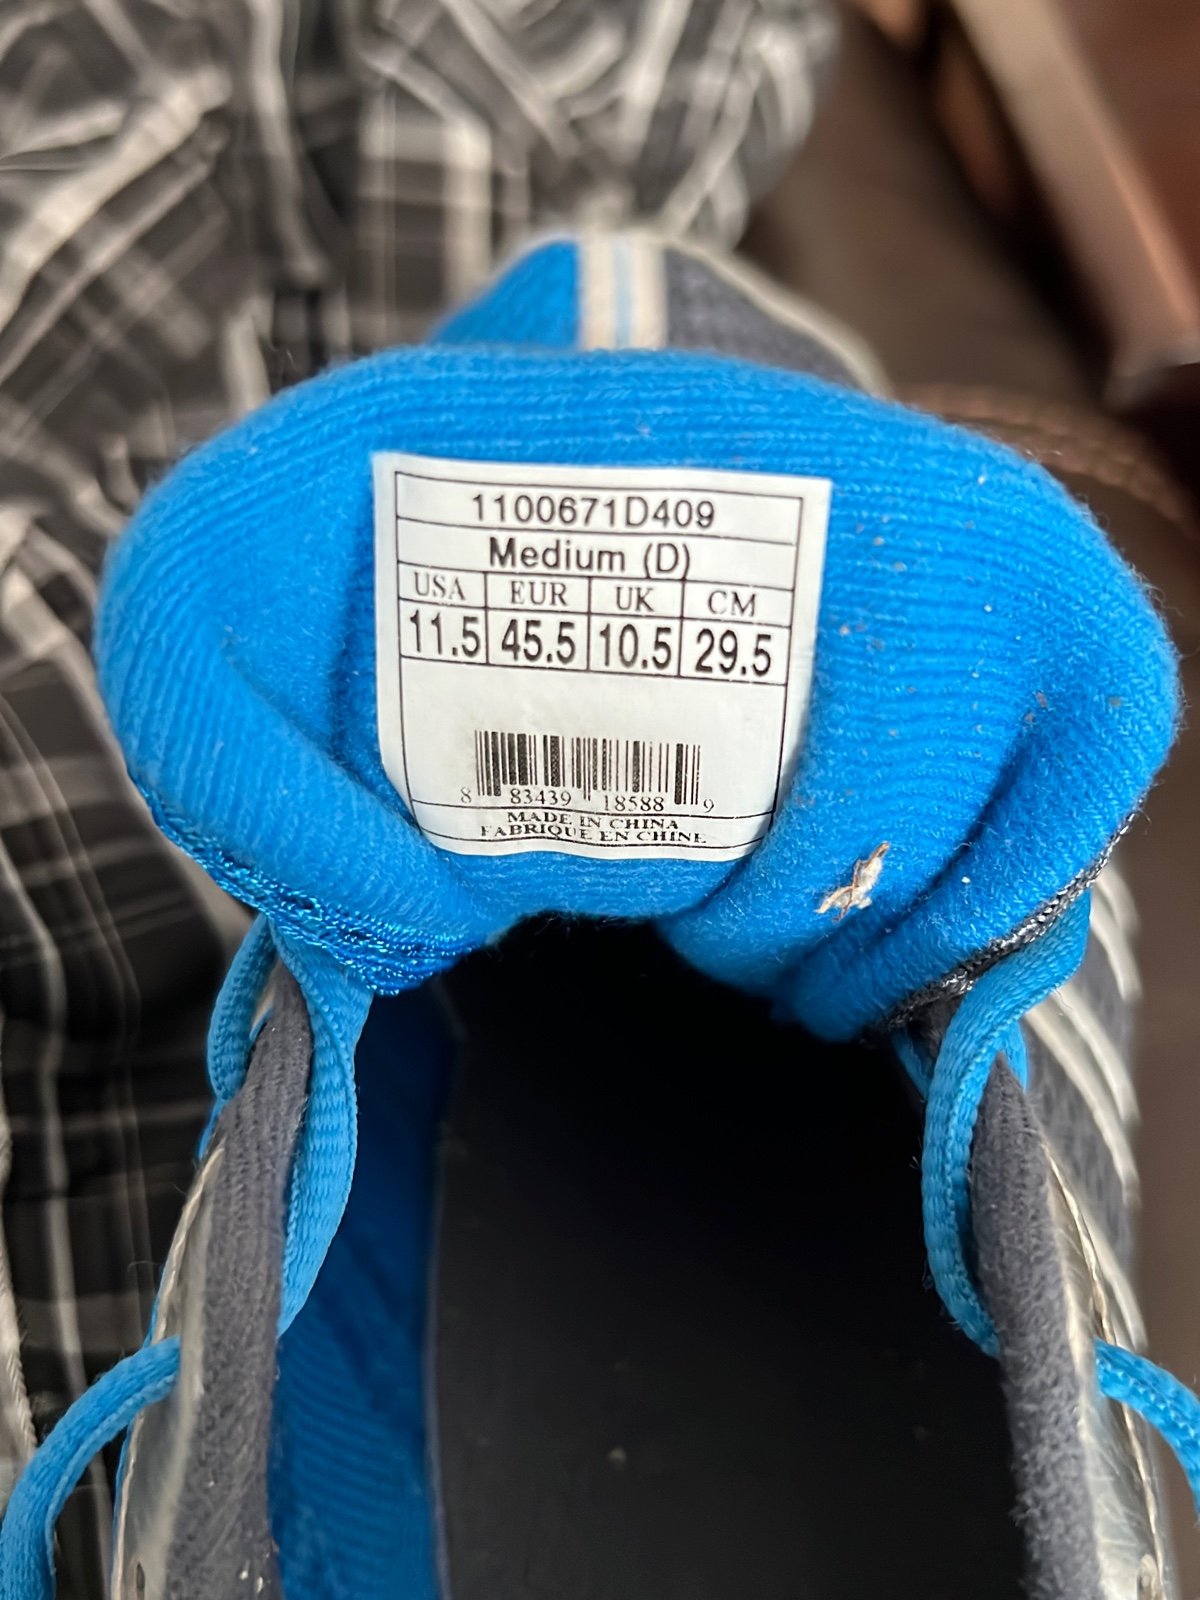 1100671D409
Medium (D)
USA EUR UK CM
11.5 45.5 10.5 29.5
8 83439 18588 9
MADE IN CHINA
FABRIQUE EN CHINE